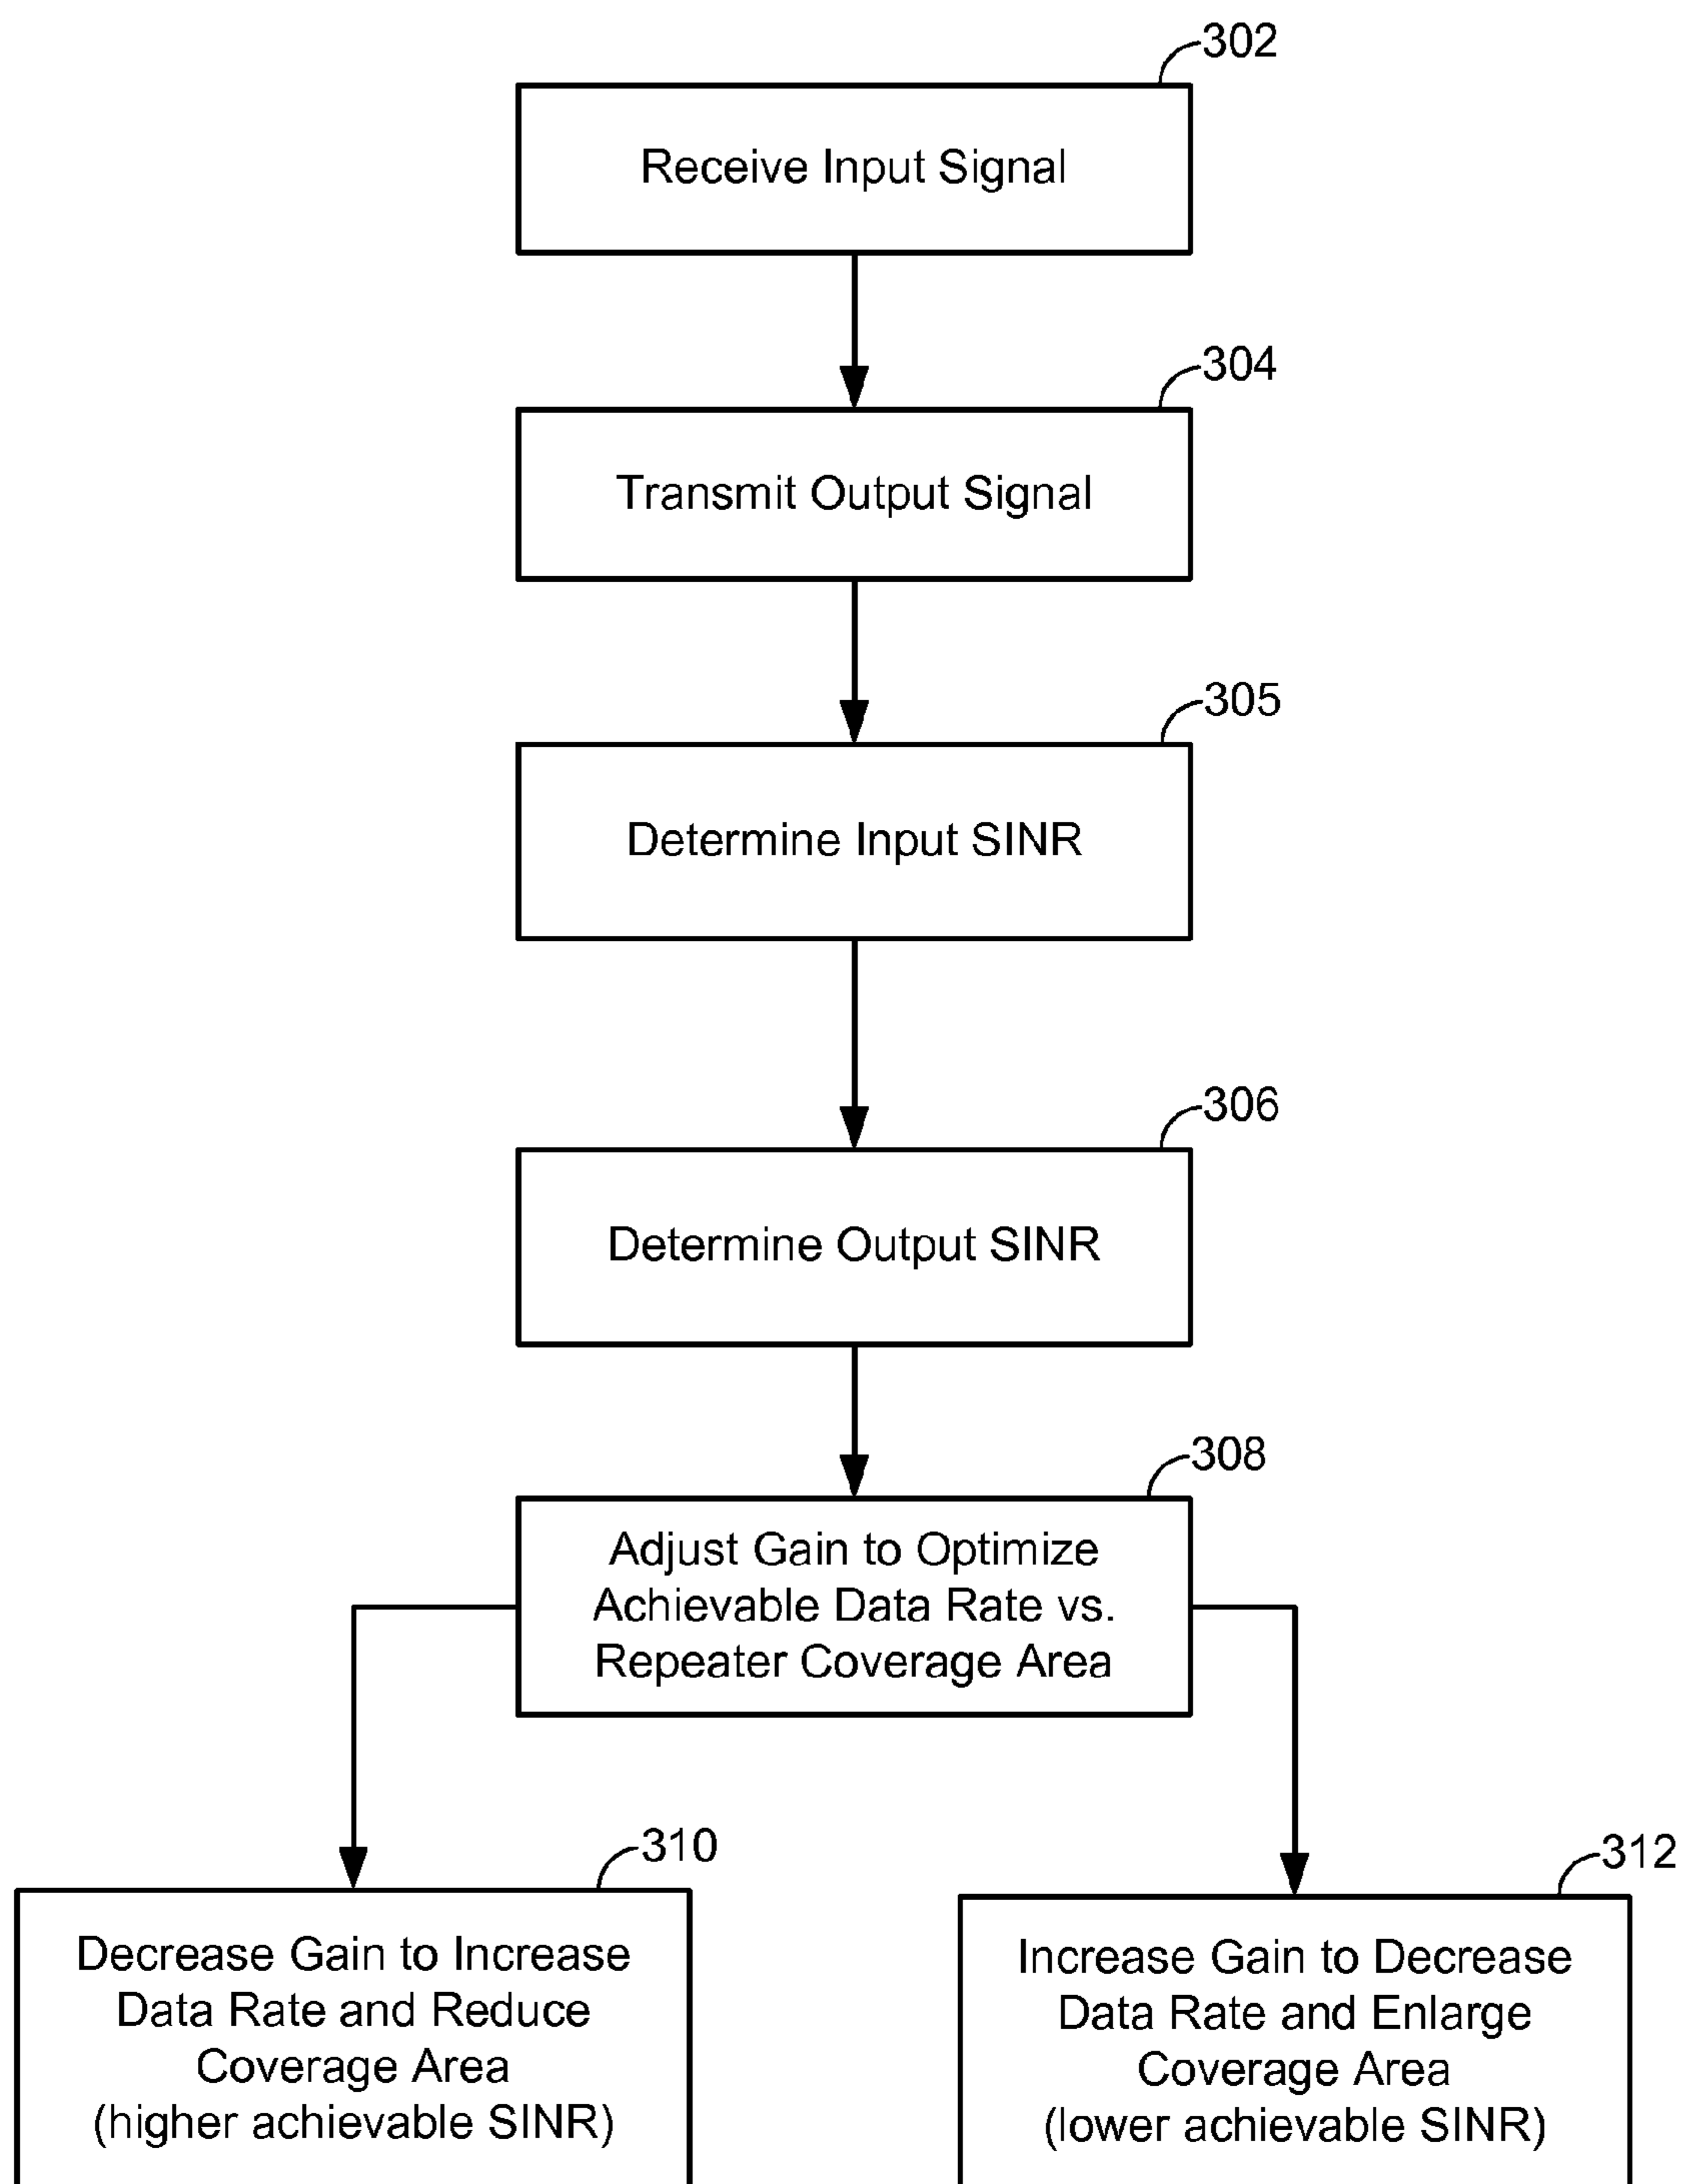 302
Receive Input Signal
304
Transmit Output Signal
305
Determine Input SINR
306
Determine Output SINR
308
Adjust Gain to Optimize
Achievable Data Rate vs.
Repeater Coverage Area
310
Decrease Gain to Increase
Data Rate and Reduce
Coverage Area
(higher achievable SINR)
312
Increase Gain to Decrease
Data Rate and Enlarge
Coverage Area
(lower achievable SINR)